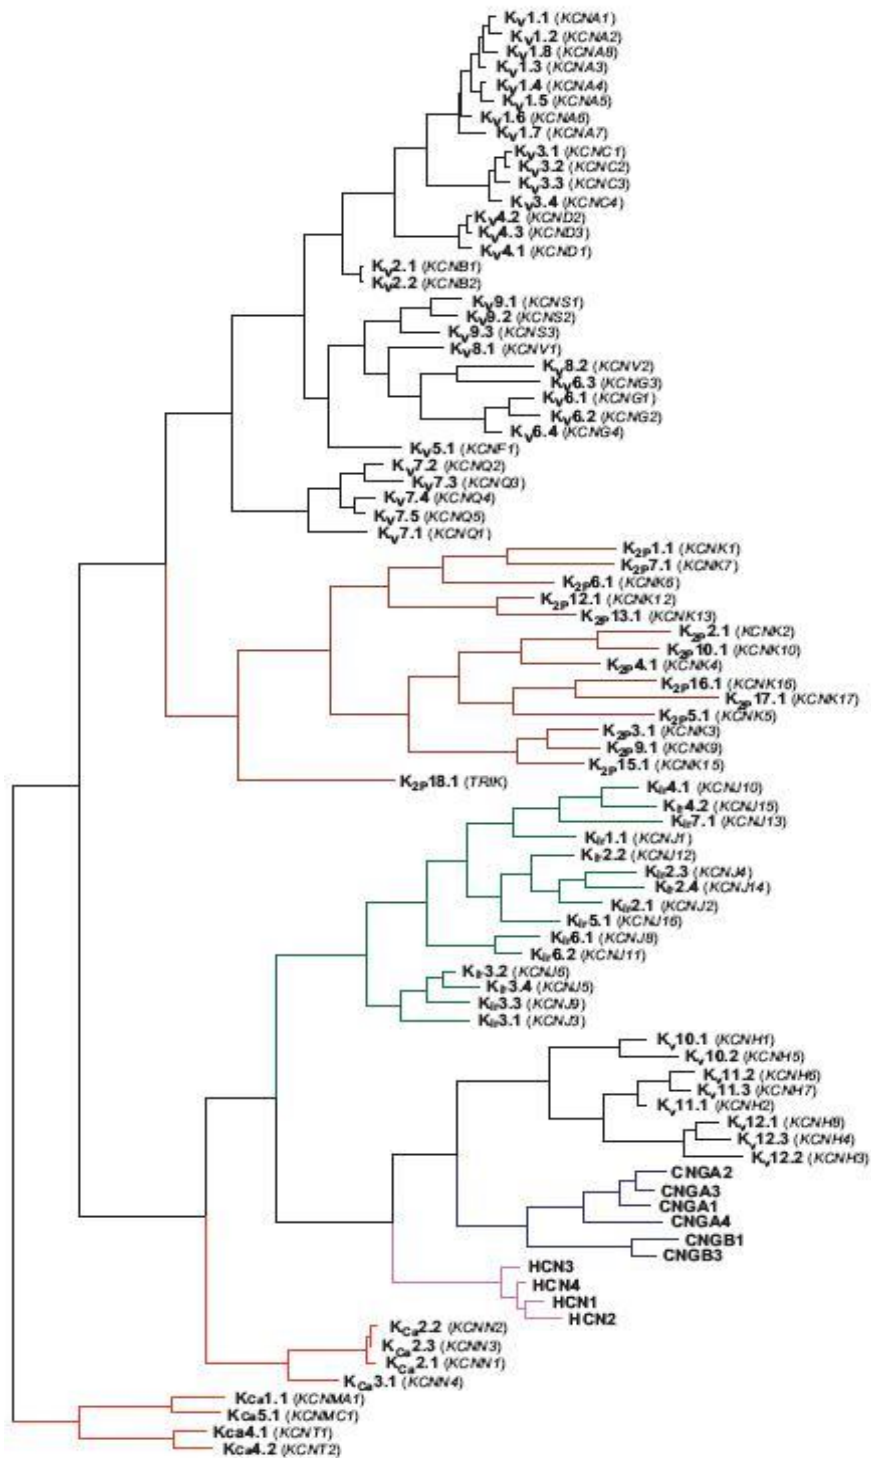 Kv1.1 (KCNA1)
Kv1.2 (KCNA2)
Kv1.8 (KCNA8)
Kv1.3 (KCNA3)
Kv1.4 (KCNA4)
Kv1.5 (KCNA5)
Kv1.6 (KCNA6)
Kv1.7 (KCNA7)
Kv3.1 (KCNC1)
Kv3.2 (KCNC2)
Kv3.3 (KCNC3)
Kv3.4 (KCNC4)
Kv4.2 (KCND2)
Kv4.3 (KCND3)
Kv4.1 (KCND1)
Kv2.1 (KCNB1)
Kv2.2 (KCNB2)
Kv9.1 (KCNS1)
Kv9.2 (KCNS2)
Kv9.3 (KCNS3)
Kv8.1 (KCNV1)
Kv8.2 (KCNV2)
Kv6.3 (KCNG3)
Kv6.1 (KCNG1)
Kv6.2 (KCNG2)
Kv6.4 (KCNG4)
Kv5.1 (KCNF1)
Kv7.2 (KCNQ2)
Kv7.3 (KCNQ3)
Kv7.4 (KCNQ4)
Kv7.5 (KCNQ5)
Kv7.1 (KCNQ1)
K2P1.1 (KCNK1)
K2P7.1 (KCNK7)
K2P6.1 (KCNK6)
K2P12.1 (KCNK12)
K2P13.1 (KCNK13)
K2P2.1 (KCNK2)
K2P10.1 (KCNK10)
K2P4.1 (KCNK4)
K2P16.1 (KCNK16)
K2P17.1 (KCNK17)
K2P5.1 (KCNK5)
K2P3.1 (KCNK3)
K2P9.1 (KCNK9)
K2P15.1 (KCNK15)
K2P18.1 (TRIK)
Kir4.1 (KCNJ10)
Kir4.2 (KCNJ15)
Kir7.1 (KCNJ13)
Kir1.1 (KCNJ1)
Kir2.2 (KCNJ12)
Kir2.3 (KCNJ4)
Kir2.4 (KCNJ14)
Kir2.1 (KCNJ2)
Kir5.1 (KCNJ16)
Kir6.1 (KCNJ8)
Kir6.2 (KCNJ11)
Kir3.2 (KCNJ6)
Kir3.4 (KCNJ5)
Kir3.3 (KCNJ9)
Kir3.1 (KCNJ3)
Kv10.1 (KCNH1)
Kv10.2 (KCNH5)
Kv11.2 (KCNH6)
Kv11.3 (KCNH7)
Kv11.1 (KCNH2)
Kv12.1 (KCNH8)
Kv12.3 (KCNH4)
Kv12.2 (KCNH3)
CNGA2
CNGA3
CNGA1
CNGA4
CNGB1
CNGB3
HCN3
HCN4
HCN1
HCN2
KCa2.2 (KCNN2)
KCa2.3 (KCNN3)
KCa2.1 (KCNN1)
KCa3.1 (KCNN4)
Kca1.1 (KCNMA1)
Kca5.1 (KCNMC1)
Kca4.1 (KCNT1)
Kca4.2 (KCNT2)